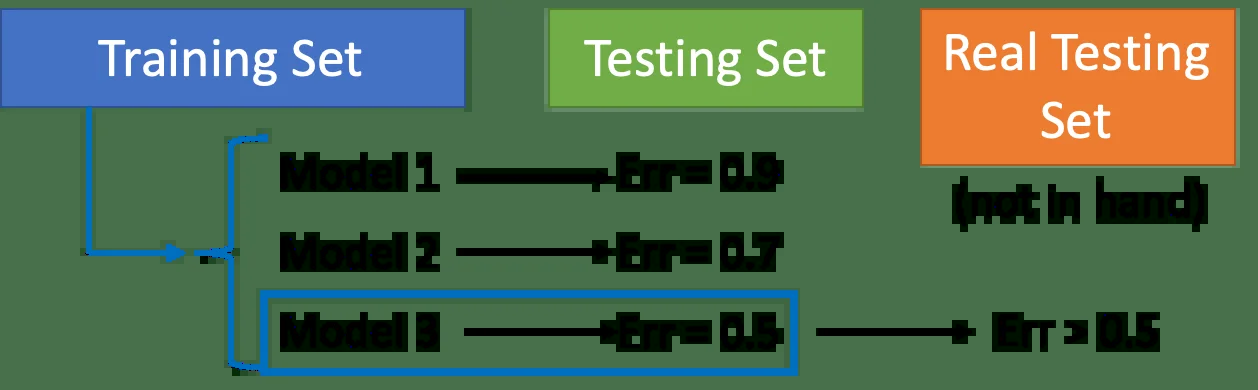 Training Set
Testing Set
Real Testing
Set
(not in hand)
Model 1 Err = 0.9
Model 2 Err = 0.7
Model 3 Err = 0.5 Err > 0.5